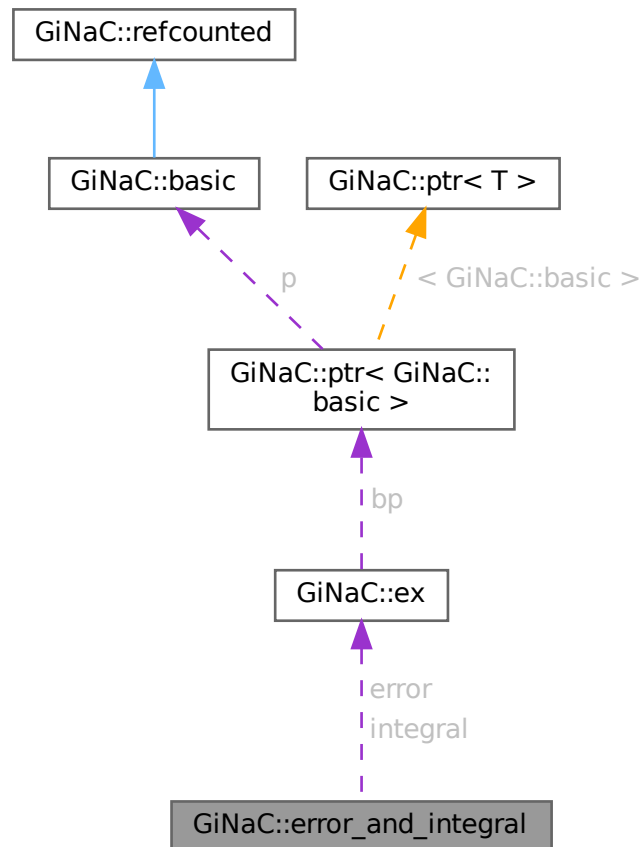 GiNaC::refcounted
GiNaC::basic
GiNaC::ptr< T >
p
< GiNaC::basic >
GiNaC::ptr< GiNaC::
basic >
bp
GiNaC::ex
error
integral
GiNaC::error_and_integral